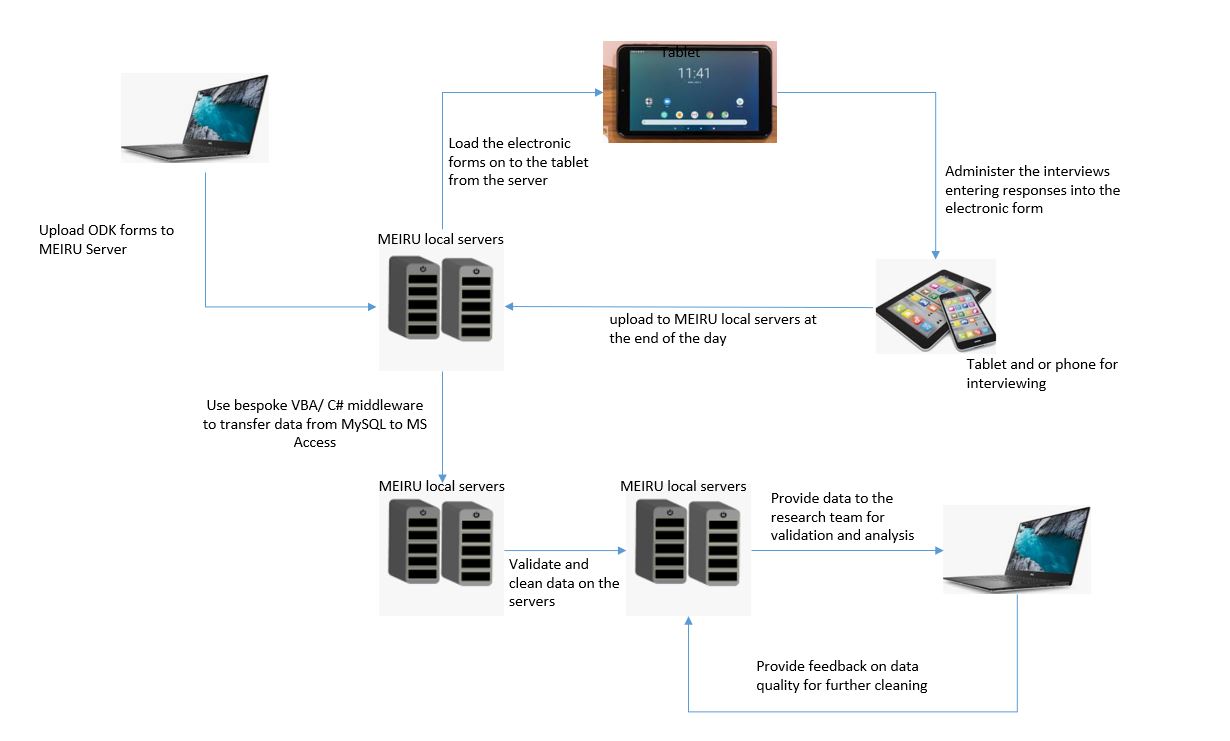 Tablet
11:41
Load the electronic
forms on to the tablet
from the server
Administer the interviews
entering responses into the
electronic form
Upload ODK forms to
MEIRU Server
MEIRU local servers
upload to MEIRU local servers at
the end of the day
Tablet and or phone for
interviewing
Use bespoke VBA/ C# middleware
to transfer data from MySQL to MS
Access
MEIRU local servers
MEIRU local servers
Provide data to the
research team for
validation and analysis
Validate and
clean data on the
servers
Provide feedback on data
quality for further cleaning